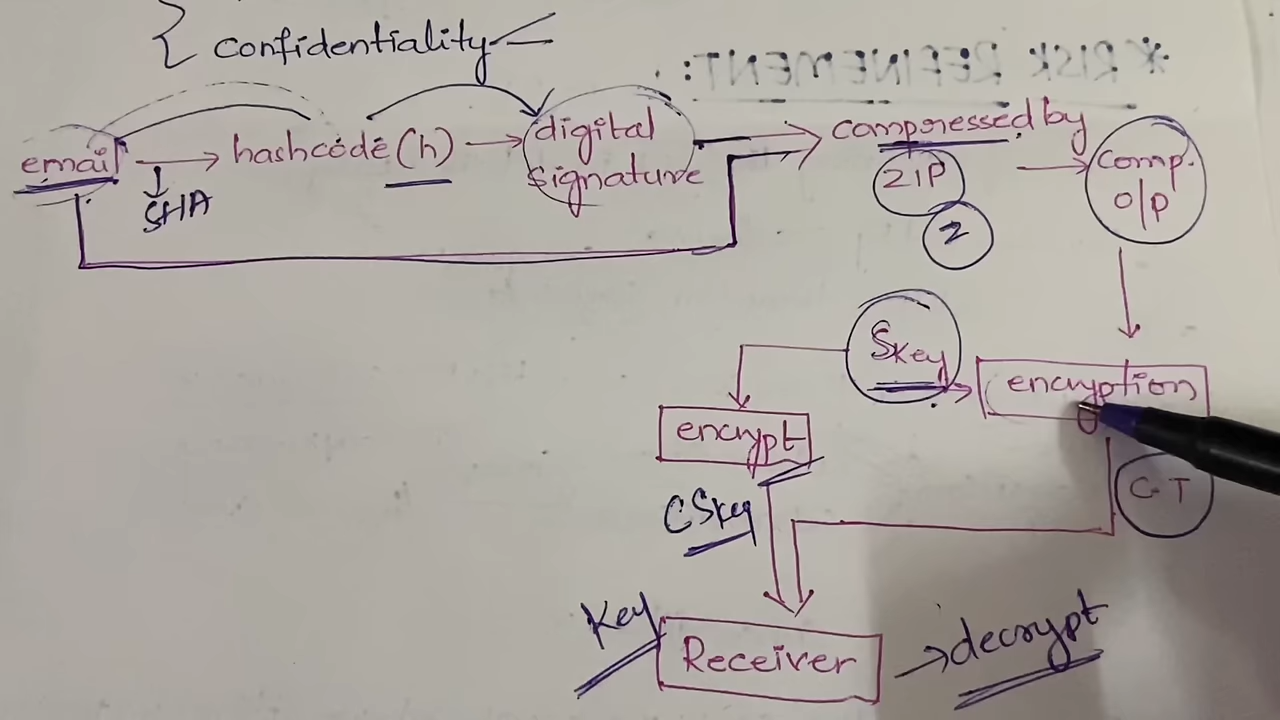 confidentiality
*RISK REFINEMENT:
email → hashcode (h) → digital signature
SHA
compressed by
ZIP
Z
Comp. O/P
Skey
encryption
encrypt
C·T
CSkey
Key
Receiver → decrypt